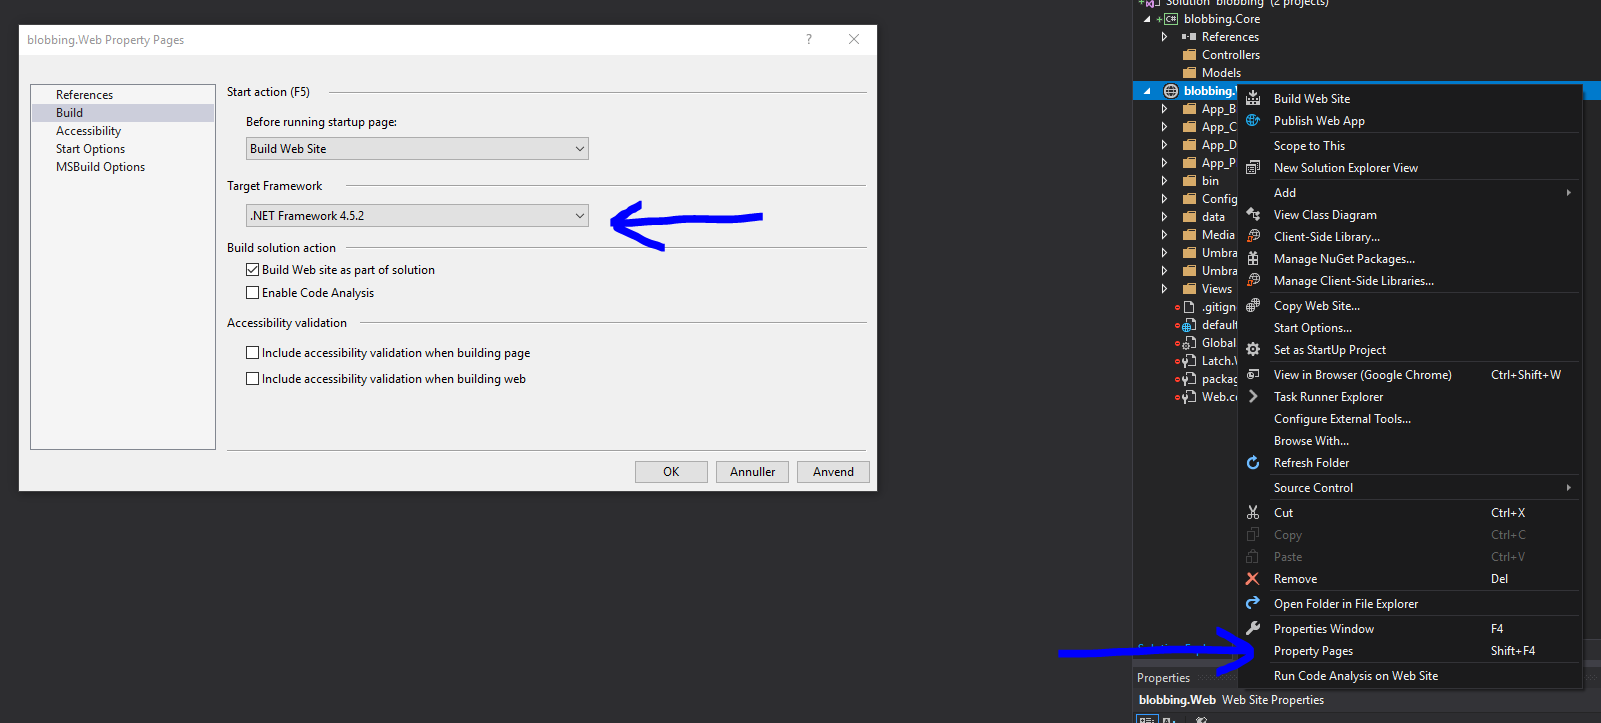 blobbing.Web Property Pages
?
References
Build
Accessibility
Start Options
MSBuild Options
Start action (F5)
Before running startup page:
Build Web Site
Target Framework
.NET Framework 4.5.2
Build solution action
Build Web site as part of solution
Enable Code Analysis
Accessibility validation
Include accessibility validation when building page
Include accessibility validation when building web
OK
Annuller
Anvend
Solution 'blobbing' (2 projects)
C# blobbing.Core
References
Controllers
Models
blobbing.
App_B
App_C
App_D
App_P
bin
Config
data
Media
Umbra
Umbra
Views
.gitign
default
Global
Latch.
packag
Web.co
Build Web Site
Publish Web App
Scope to This
New Solution Explorer View
Add
View Class Diagram
Client-Side Library...
Manage NuGet Packages...
Manage Client-Side Libraries...
Copy Web Site...
Start Options...
Set as StartUp Project
View in Browser (Google Chrome) Ctrl+Shift+W
Task Runner Explorer
Configure External Tools...
Browse With...
Refresh Folder
Source Control
Cut Ctrl+X
Copy Ctrl+C
Paste Ctrl+V
Remove Del
Open Folder in File Explorer
Properties Window F4
Property Pages Shift+F4
Run Code Analysis on Web Site
Properties
blobbing.Web Web Site Properties